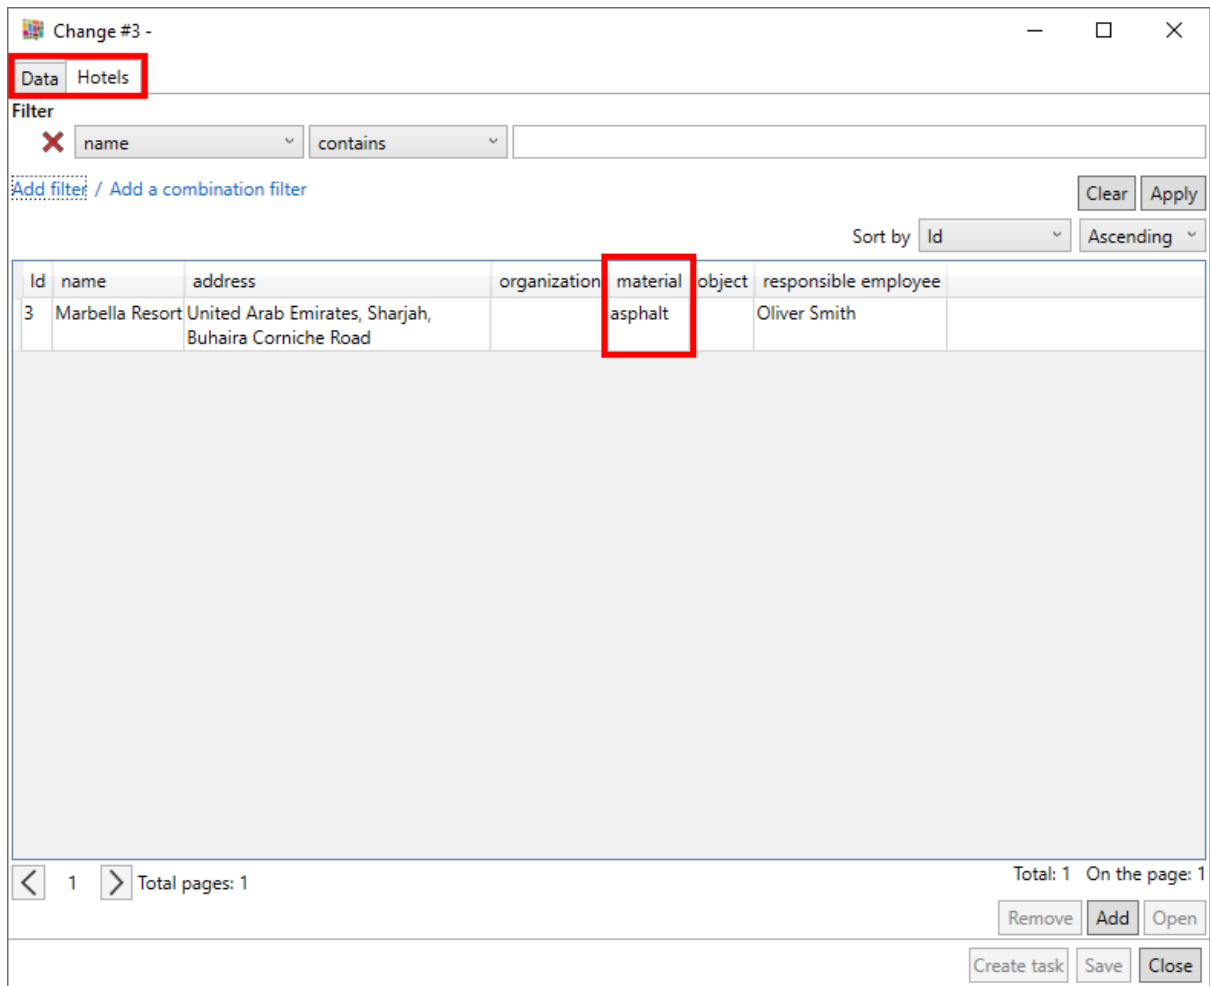 Change #3 -
Data Hotels
Filter
name contains
Add filter / Add a combination filter
Clear Apply
Sort by Id Ascending
Id name address organization material object responsible employee
3 Marbella Resort United Arab Emirates, Sharjah, asphalt Oliver Smith
Buhaira Corniche Road
1 Total pages: 1
Total: 1 On the page: 1
Remove Add Open
Create task Save Close